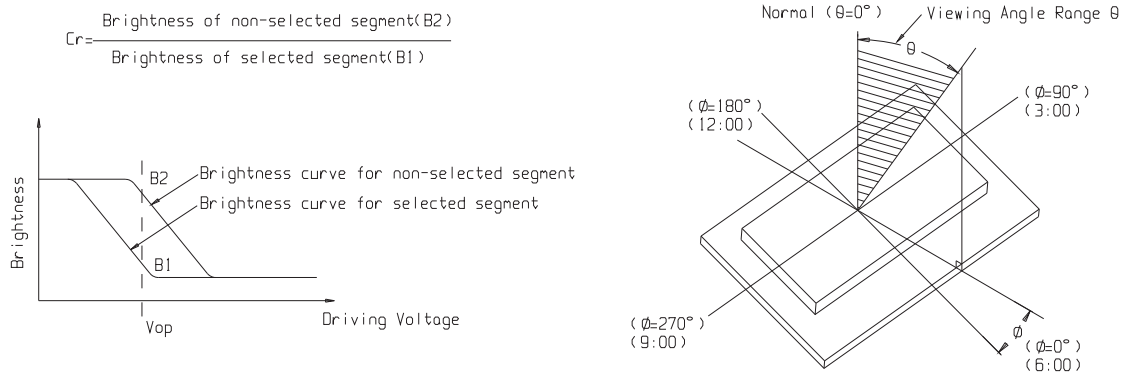 Brightness of non-selected segment(B2)
Cr=
Brightness of selected segment(B1)
Brightness
B2
Brightness curve for non-selected segment
Brightness curve for selected segment
B1
Vop
Driving Voltage
Normal (θ=0°)
Viewing Angle Range θ
θ
(Ø=180°)
(12:00)
(Ø=90°)
(3:00)
(Ø=270°)
(9:00)
Ø
(Ø=0°)
(6:00)